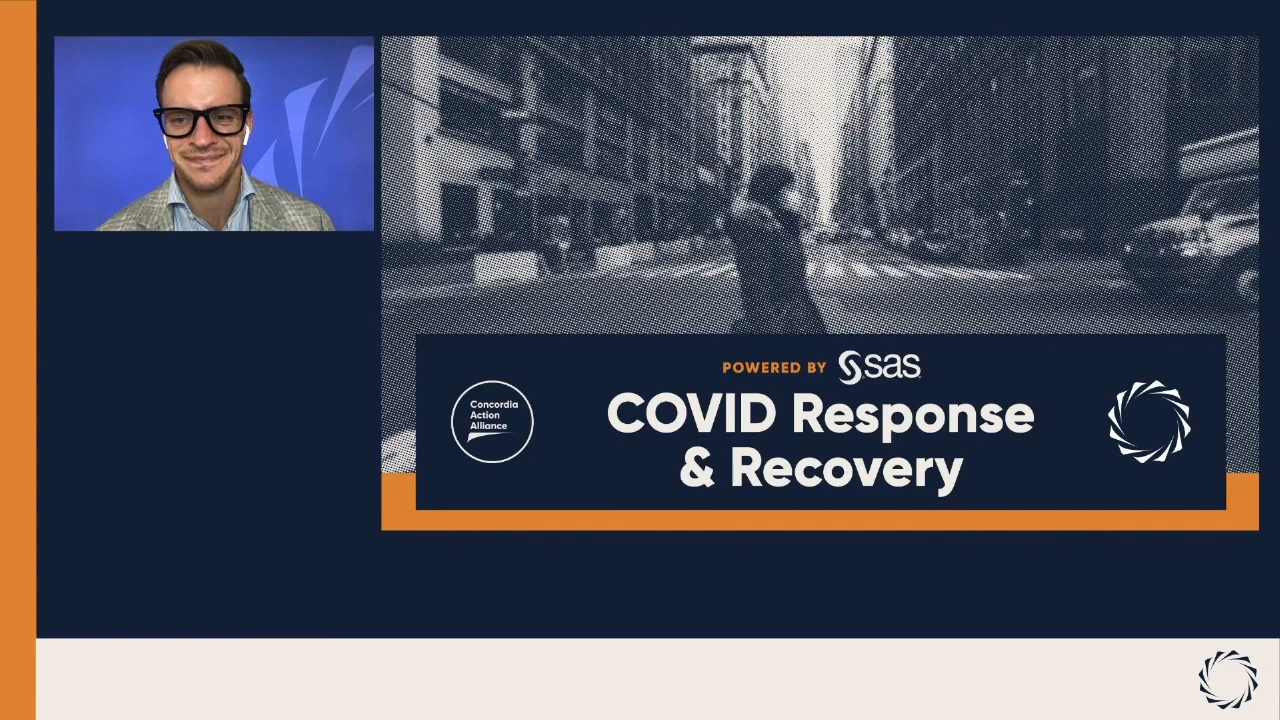 POWERED BY sas
Concordia
Action
Alliance
COVID Response
& Recovery